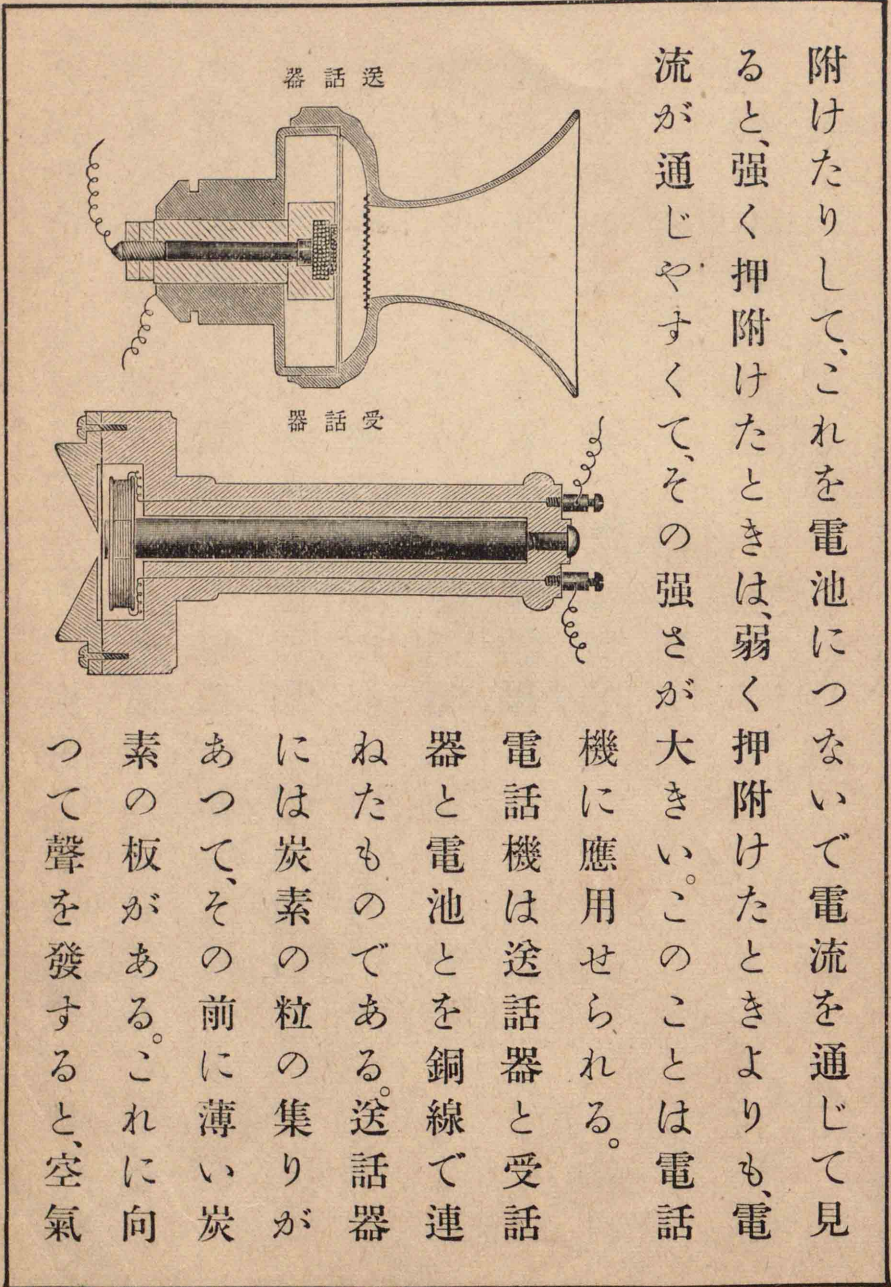 附けたりして、これを電池につないで電流を通じて見
ると、强く押附けたときは、弱く押附けたときよりも、電
流が通じやすくて、その强さが大きい。このことは電話
機に應用せられる。
電話機は送話器と受話
器と電池とを銅線で連
ねたものである。送話器
には炭素の粒の集りが
あつて、その前に薄い炭
素の板がある。これに向
つて聲を發すると、空氣
送話器
受話器